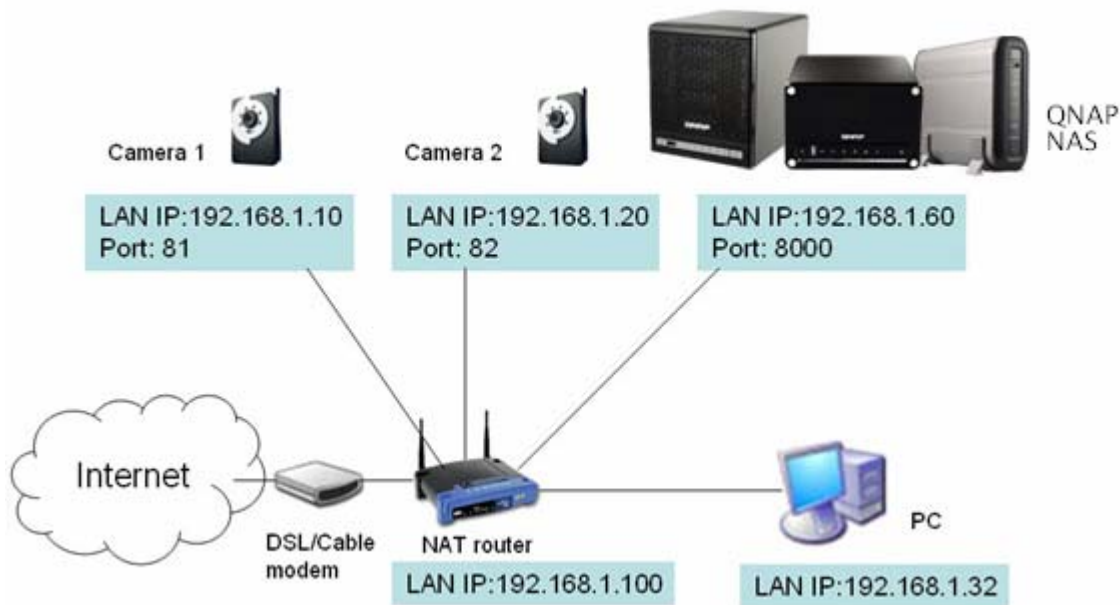 QNAP
NAS
Camera 1
Camera 2
LAN IP:192.168.1.10
Port: 81
LAN IP:192.168.1.20
Port: 82
LAN IP:192.168.1.60
Port: 8000
Internet
DSL/Cable
modem
NAT router
LAN IP:192.168.1.100
PC
LAN IP:192.168.1.32